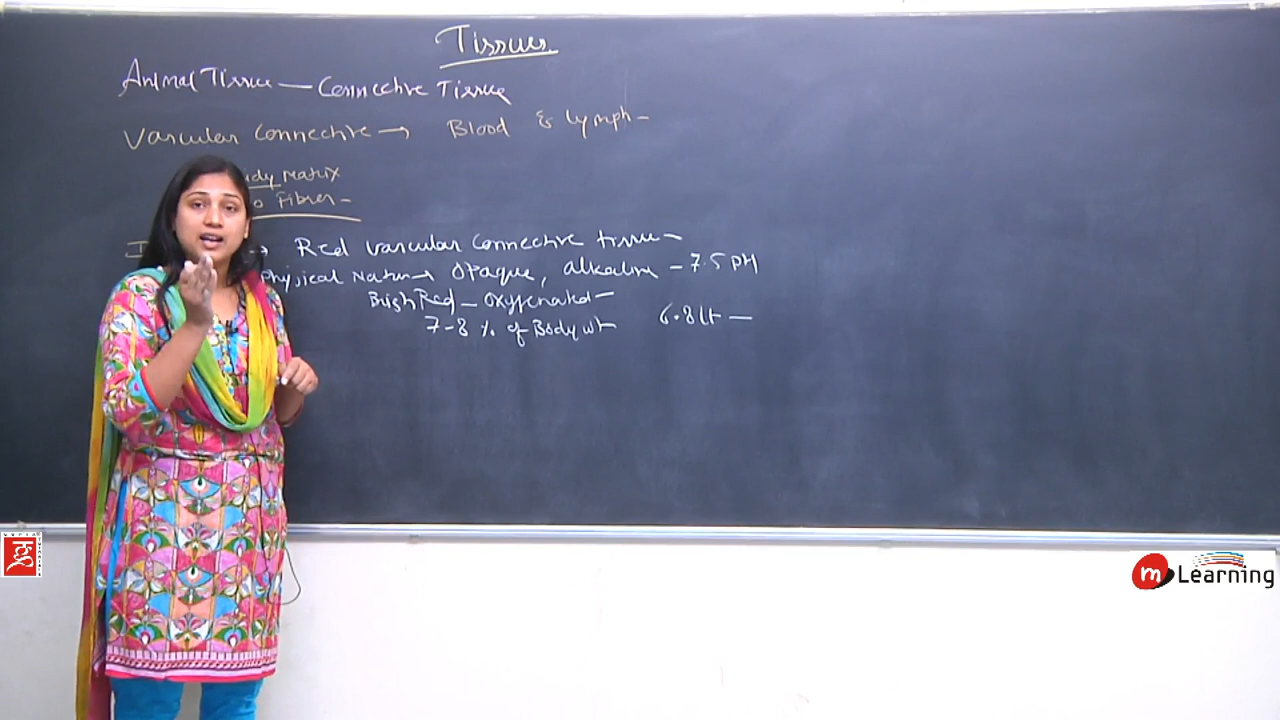 Tissues
Animal Tissue — Connective Tissue
Vascular Connective → Blood & Lymph -
Matrix
Fibres -
→ Red Vascular Connective tissue -
Physical Nature → Opaque, alkaline - 7.5 pH
Bright Red - Oxygenated -
7-8 % of Body wt 6.8 lt —
m Learning